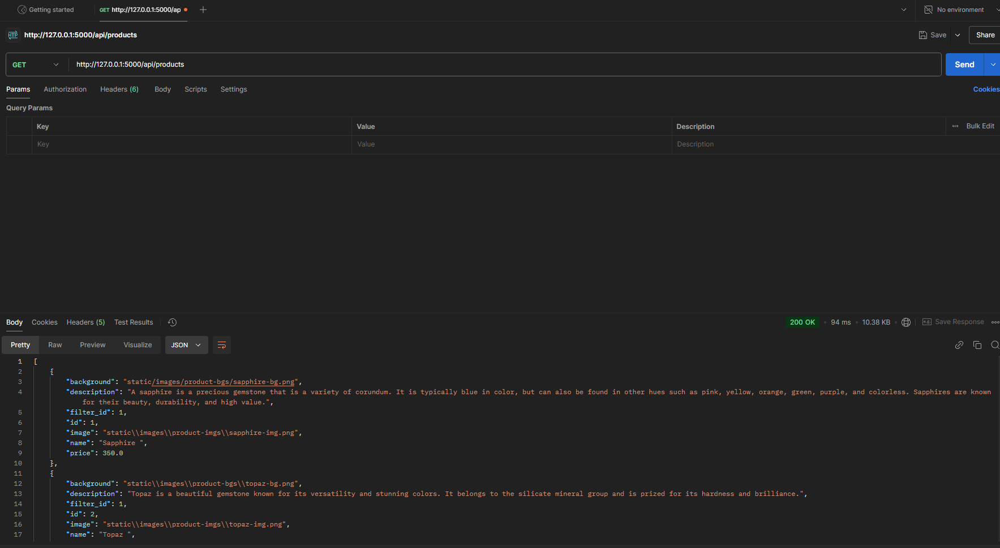 Getting started
GET http://127.0.0.1:5000/ap
No environment
HTTP http://127.0.0.1:5000/api/products
Save
Share
GET
http://127.0.0.1:5000/api/products
Send
Params Authorization Headers (6) Body Scripts Settings
Cookies
Query Params
Key Value Description Bulk Edit
Key Value Description
Body Cookies Headers (5) Test Results
200 OK 94 ms 10.38 KB e.g. Save Response
Pretty Raw Preview Visualize JSON
1 [
2 {
3 "background": "static/images/product-bgs/sapphire-bg.png",
4 "description": "A sapphire is a precious gemstone that is a variety of corundum. It is typically blue in color, but can also be found in other hues such as pink, yellow, orange, green, purple, and colorless. Sapphires are known
for their beauty, durability, and high value.",
5 "filter_id": 1,
6 "id": 1,
7 "image": "static\\images\\product-imgs\\sapphire-img.png",
8 "name": "Sapphire ",
9 "price": 350.0
10 },
11 {
12 "background": "static\\images\\product-bgs\\topaz-bg.png",
13 "description": "Topaz is a beautiful gemstone known for its versatility and stunning colors. It belongs to the silicate mineral group and is prized for its hardness and brilliance.",
14 "filter_id": 1,
15 "id": 2,
16 "image": "static\\images\\product-imgs\\topaz-img.png",
17 "name": "Topaz ",